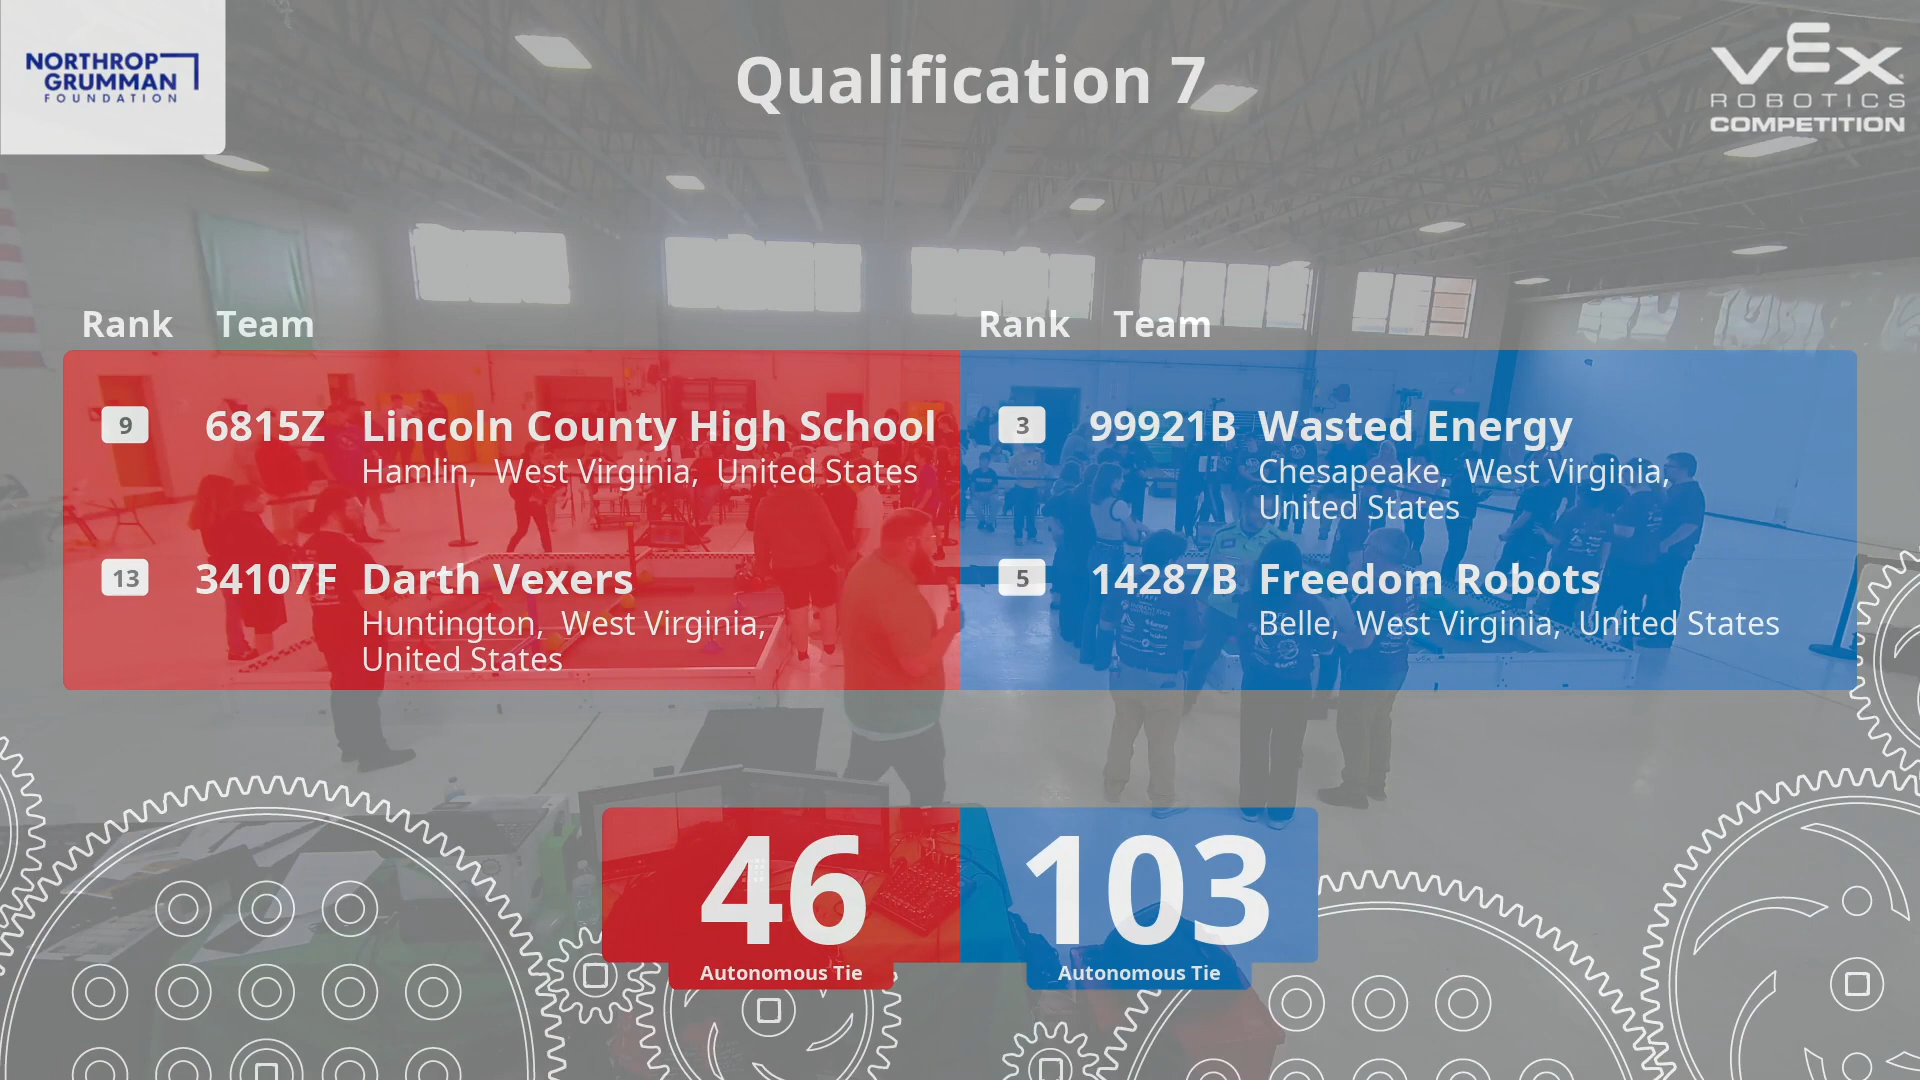 NORTHROP
GRUMMAN
FOUNDATION
Qualification 7
VEX
ROBOTICS
COMPETITION
Rank Team
9 6815Z Lincoln County High School
Hamlin, West Virginia, United States
13 34107F Darth Vexers
Huntington, West Virginia,
United States
Rank Team
3 99921B Wasted Energy
Chesapeake, West Virginia,
United States
5 14287B Freedom Robots
Belle, West Virginia, United States
46
Autonomous Tie
103
Autonomous Tie